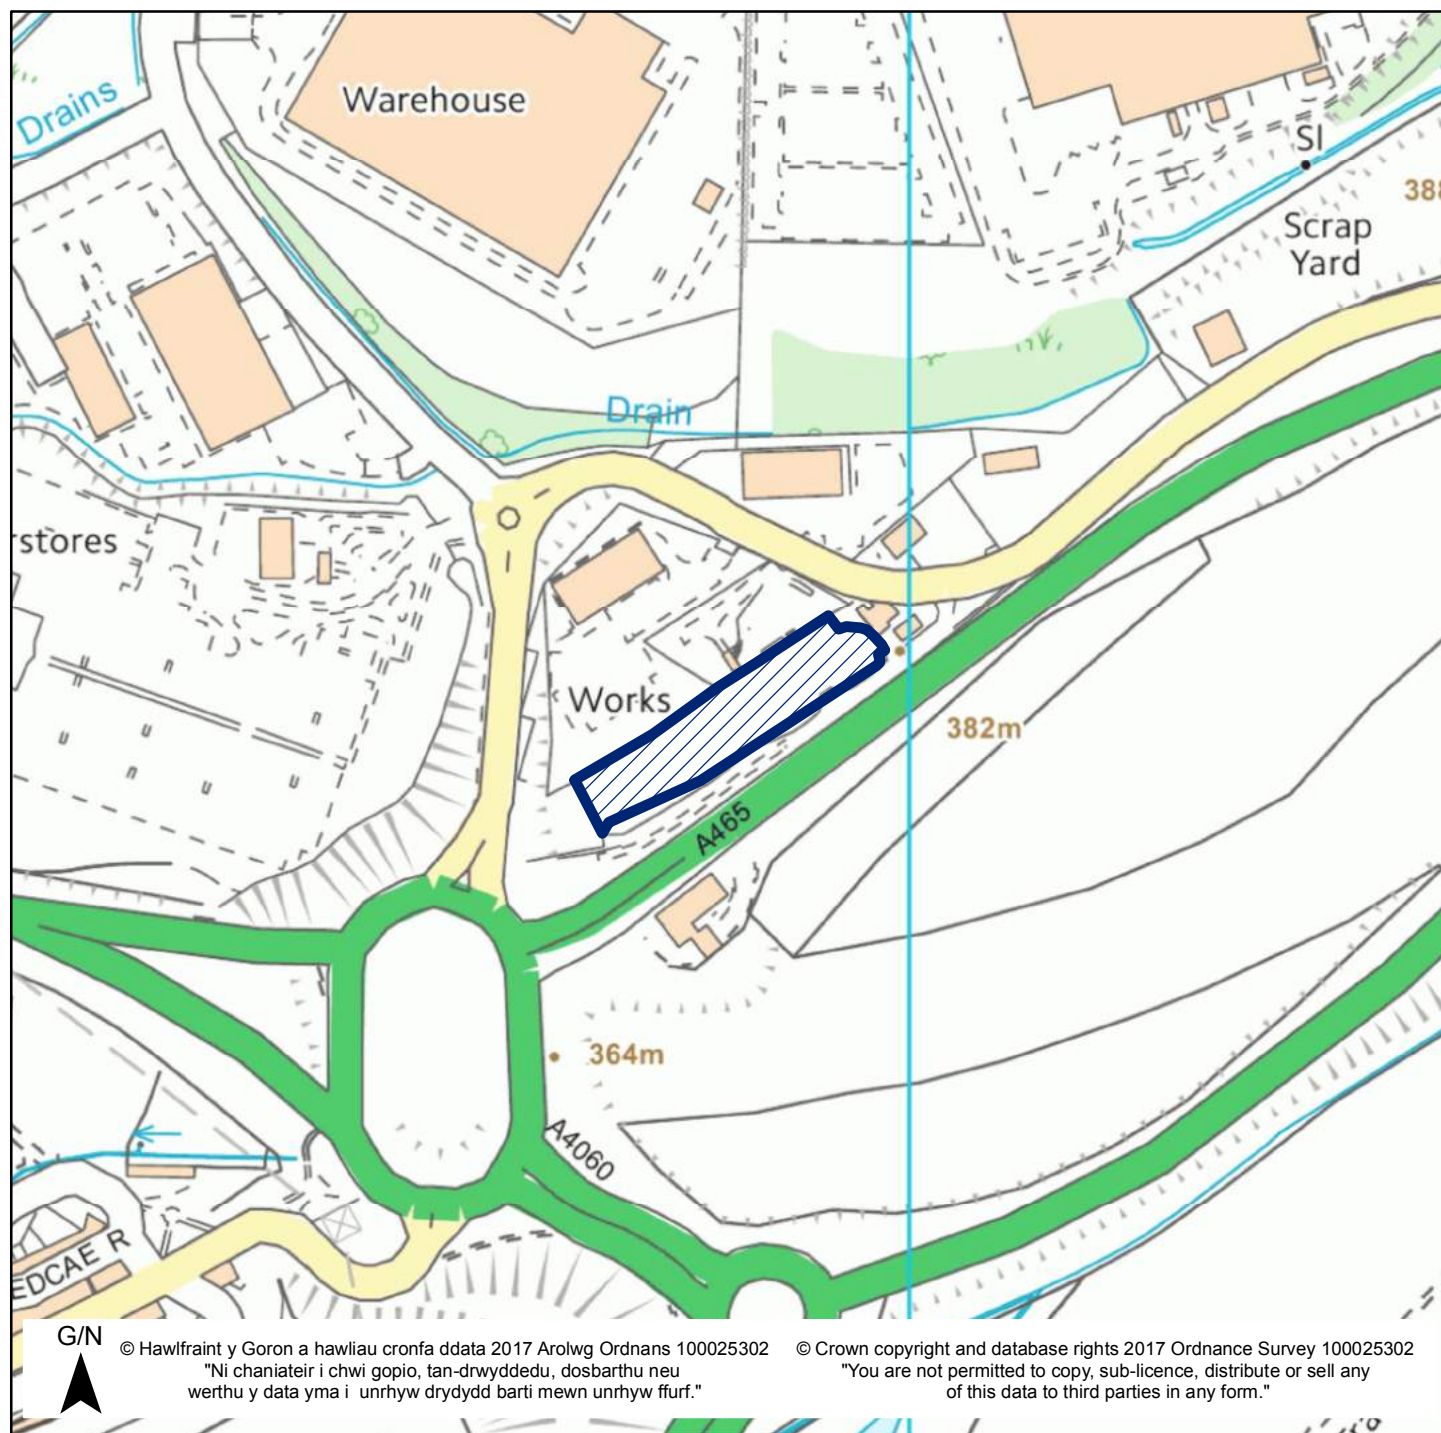 Warehouse
Drains
SI
Scrap
Yard
Drain
Works
382m
A465
364m
A4060
G/N
© Hawlfraint y Goron a hawliau cronfa ddata 2017 Arolwg Ordnans 100025302
"Ni chaniateir i chwi gopio, tan-drwyddedu, dosbarthu neu
werthu y data yma i unrhyw drydydd barti mewn unrhyw ffurf."
© Crown copyright and database rights 2017 Ordnance Survey 100025302
"You are not permitted to copy, sub-licence, distribute or sell any
of this data to third parties in any form."